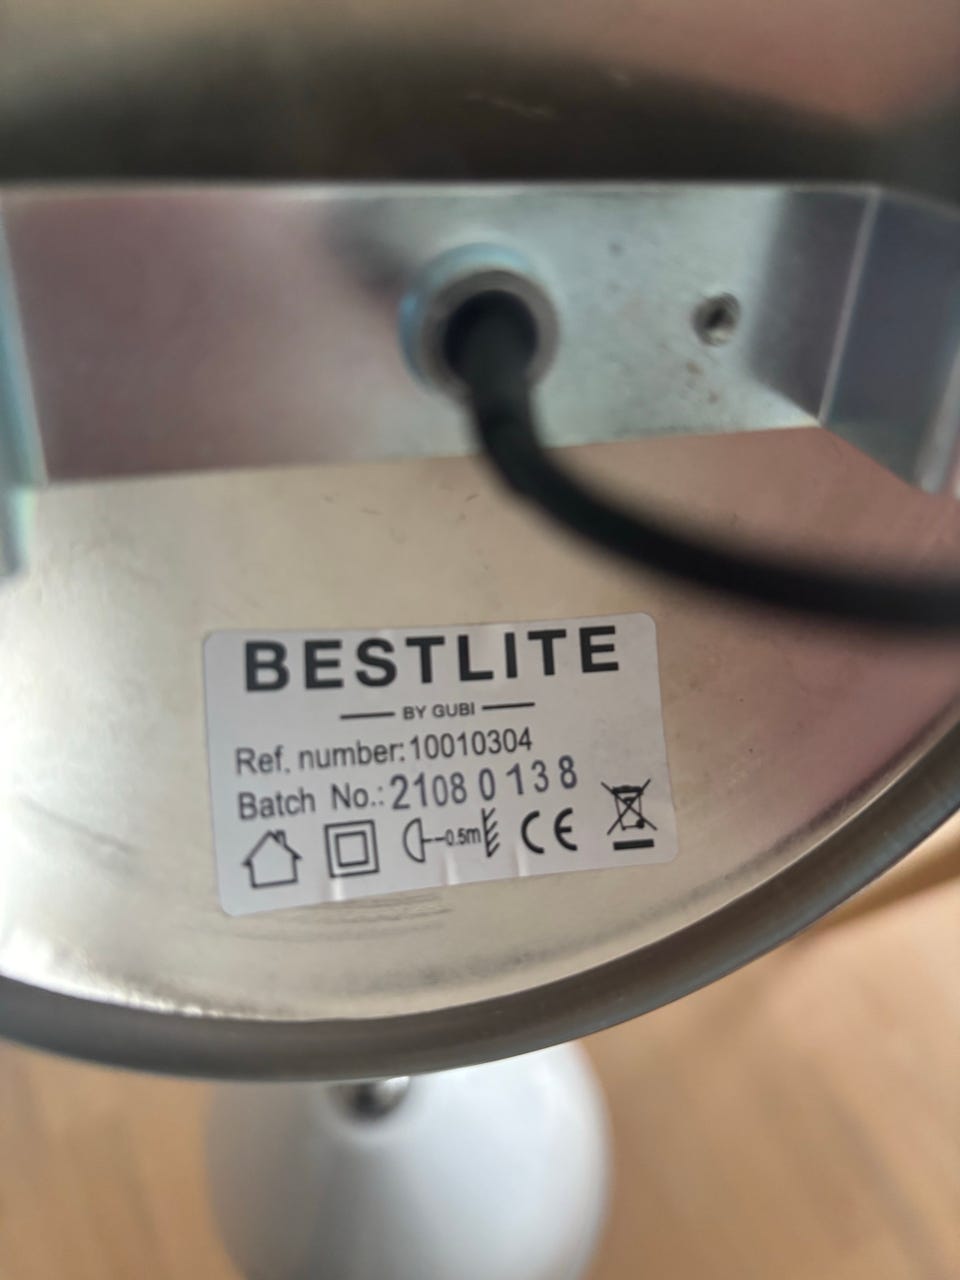 BESTLITE
BY GUBI
Ref. number: 10010304
Batch No.: 2108 0 13 8
0.5m
CE